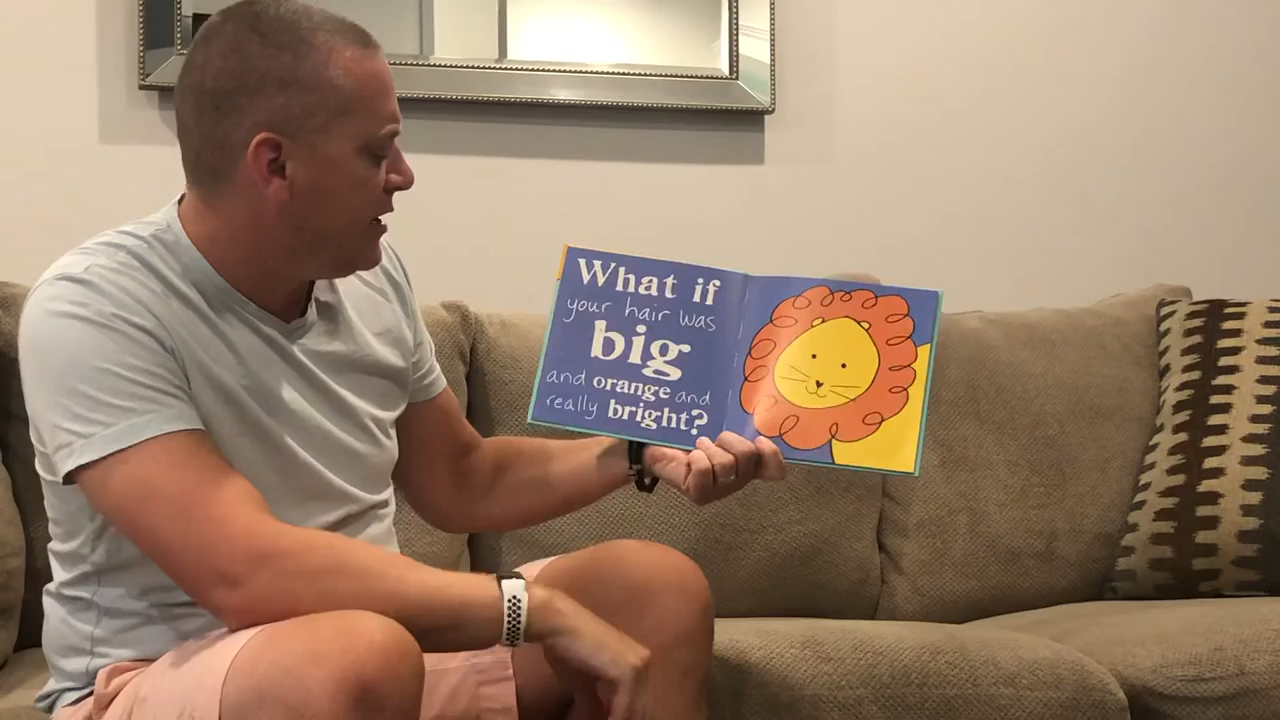 What if
your hair was
big
and orange and
really bright?